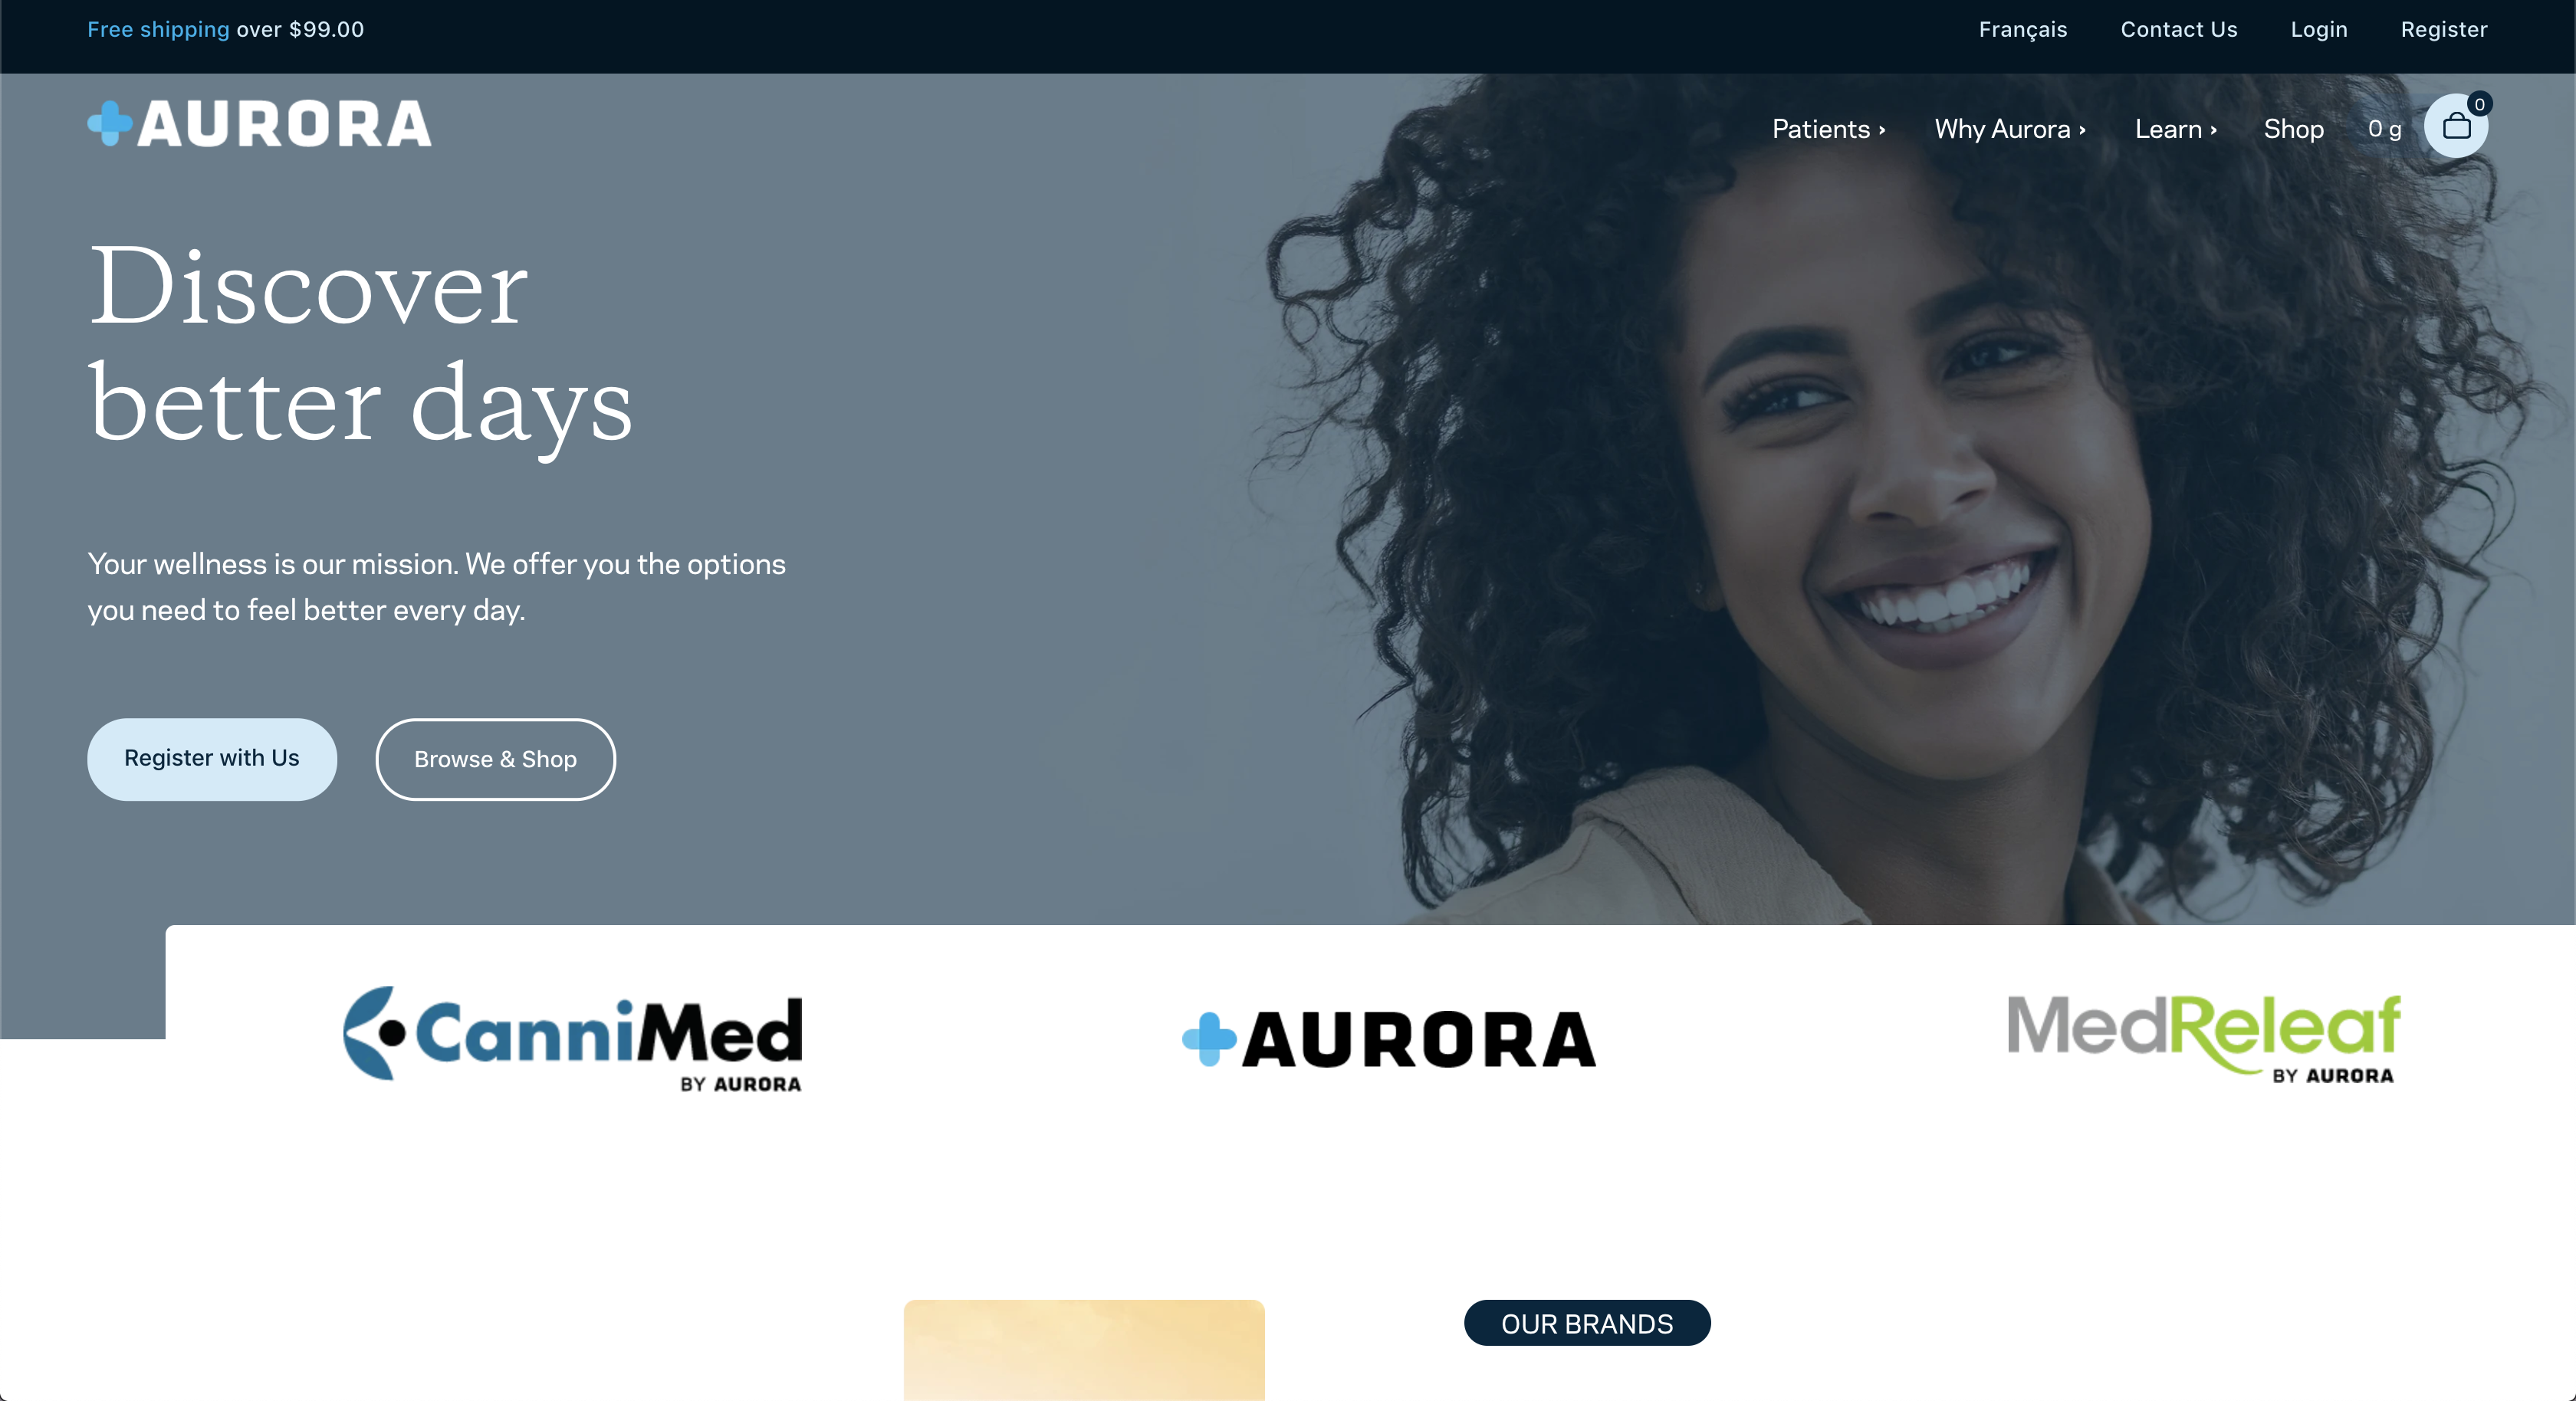 Free shipping over $99.00
Français
Contact Us
Login
Register
AURORA
Patients ›
Why Aurora ›
Learn ›
Shop
0 g
0
Discover
better days
Your wellness is our mission. We offer you the options
you need to feel better every day.
Register with Us
Browse & Shop
CanniMed
BY AURORA
AURORA
MedReleaf
BY AURORA
OUR BRANDS